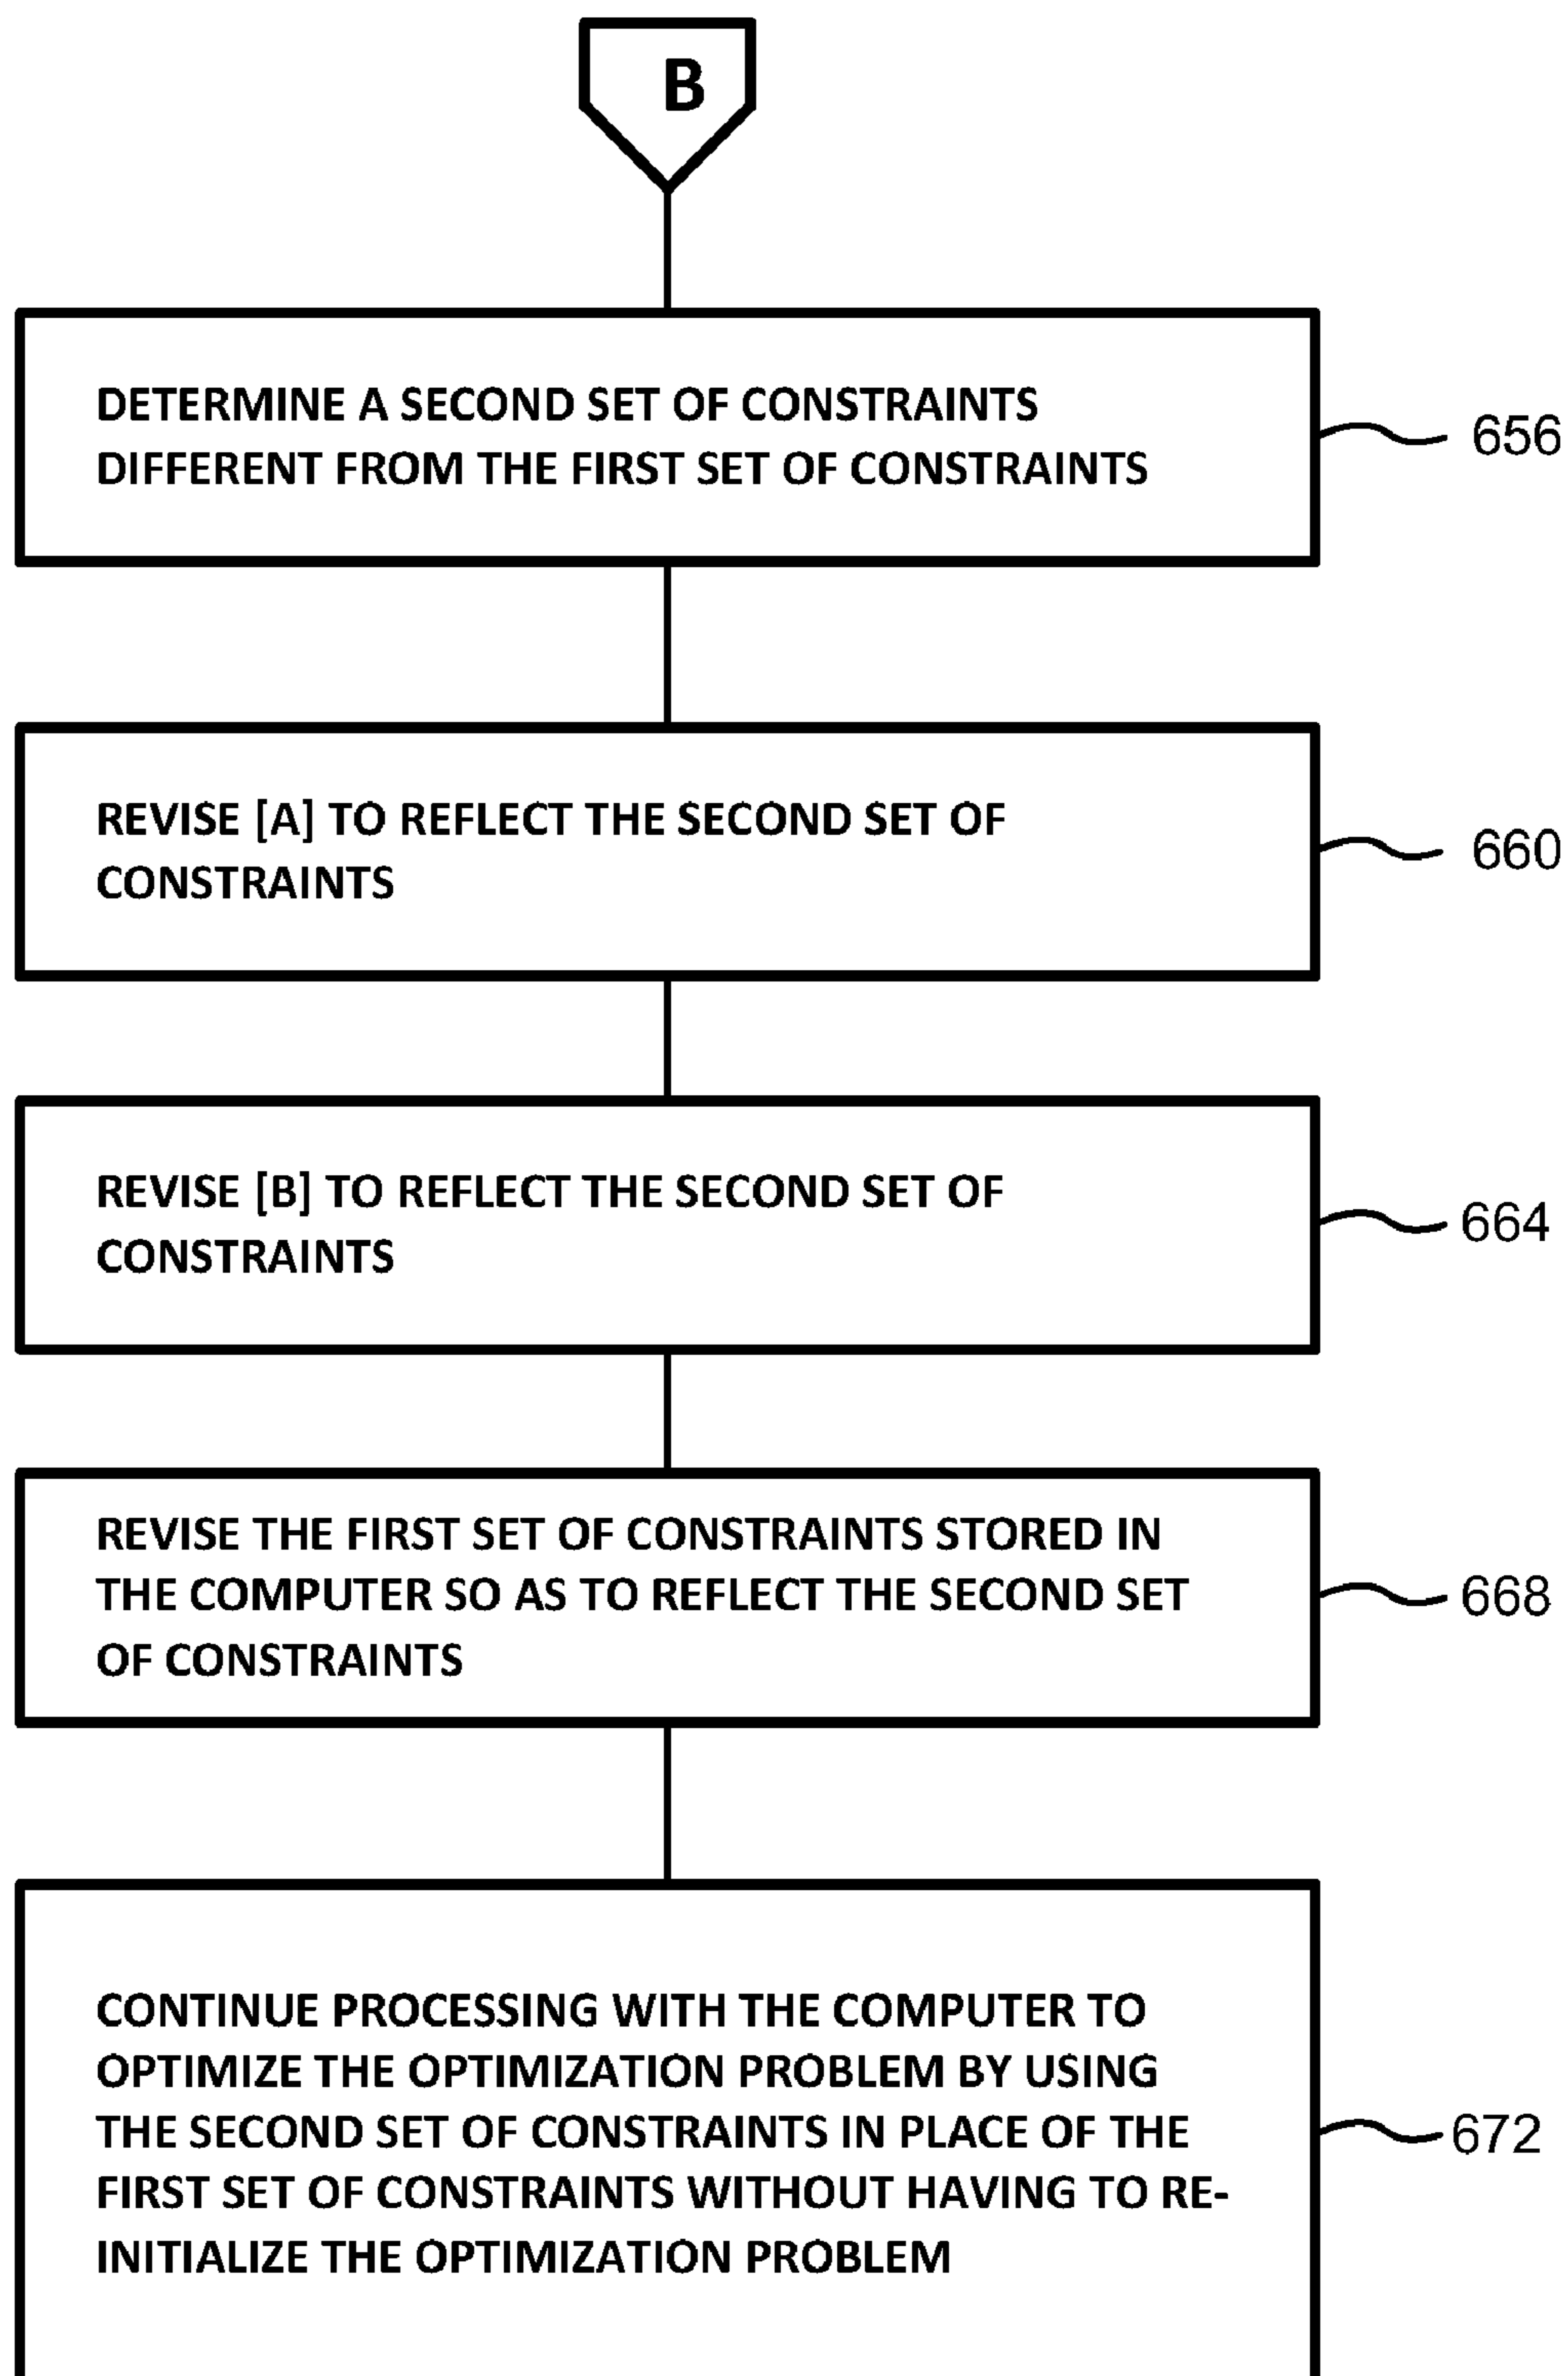 B
DETERMINE A SECOND SET OF CONSTRAINTS
DIFFERENT FROM THE FIRST SET OF CONSTRAINTS
656
REVISE [A] TO REFLECT THE SECOND SET OF
CONSTRAINTS
660
REVISE [B] TO REFLECT THE SECOND SET OF
CONSTRAINTS
664
REVISE THE FIRST SET OF CONSTRAINTS STORED IN
THE COMPUTER SO AS TO REFLECT THE SECOND SET
OF CONSTRAINTS
668
CONTINUE PROCESSING WITH THE COMPUTER TO
OPTIMIZE THE OPTIMIZATION PROBLEM BY USING
THE SECOND SET OF CONSTRAINTS IN PLACE OF THE
FIRST SET OF CONSTRAINTS WITHOUT HAVING TO RE-
INITIALIZE THE OPTIMIZATION PROBLEM
672